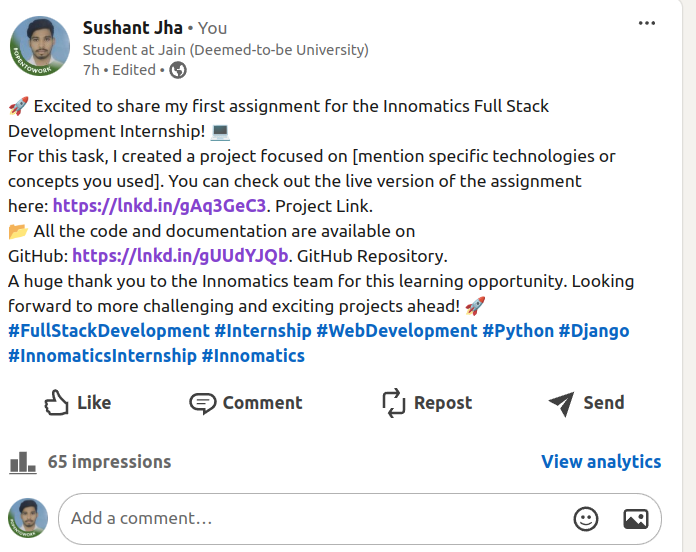 Sushant Jha • You
Student at Jain (Deemed-to-be University)
7h • Edited •
🚀 Excited to share my first assignment for the Innomatics Full Stack
Development Internship! 💻
For this task, I created a project focused on [mention specific technologies or
concepts you used]. You can check out the live version of the assignment
here: https://lnkd.in/gAq3GeC3. Project Link.
📂 All the code and documentation are available on
GitHub: https://lnkd.in/gUUdYJQb. GitHub Repository.
A huge thank you to the Innomatics team for this learning opportunity. Looking
forward to more challenging and exciting projects ahead! 🚀
#FullStackDevelopment #Internship #WebDevelopment #Python #Django
#InnomaticsInternship #Innomatics
Like Comment Repost Send
65 impressions View analytics
Add a comment…
#OPENTOWORK